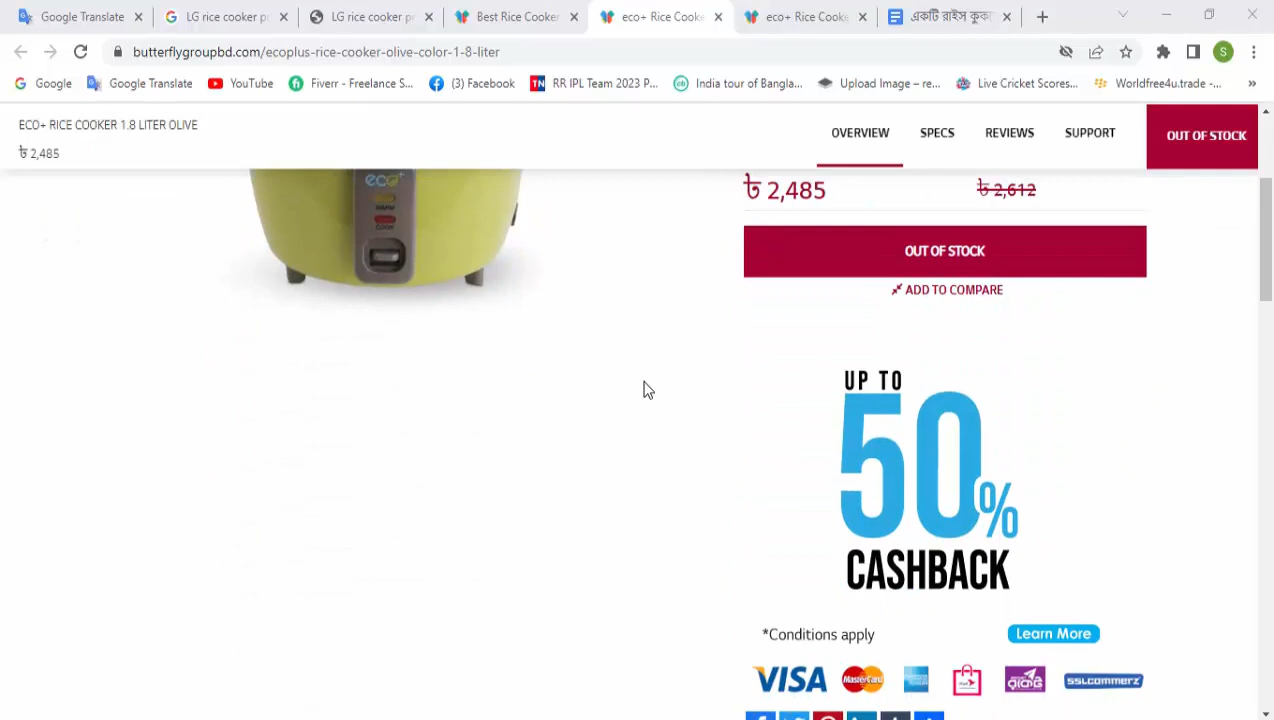 Google Translate
LG rice cooker pr
LG rice cooker pr
Best Rice Cooker
eco+ Rice Cooke
eco+ Rice Cooke
একটি রাইস কুকা
butterflygroupbd.com/ecoplus-rice-cooker-olive-color-1-8-liter
S
Google
Google Translate
YouTube
Fiverr - Freelance S...
(3) Facebook
RR IPL Team 2023 P...
India tour of Bangla...
Upload Image – re...
Live Cricket Scores...
Worldfree4u.trade -...
»
ECO+ RICE COOKER 1.8 LITER OLIVE
৳ 2,485
OVERVIEW
SPECS
REVIEWS
SUPPORT
OUT OF STOCK
eco+
WARM
COOK
৳ 2,485
৳ 2,612
OUT OF STOCK
ADD TO COMPARE
UP TO
50%
CASHBACK
*Conditions apply
Learn More
VISA
MasterCard
SSLCOMMERZ